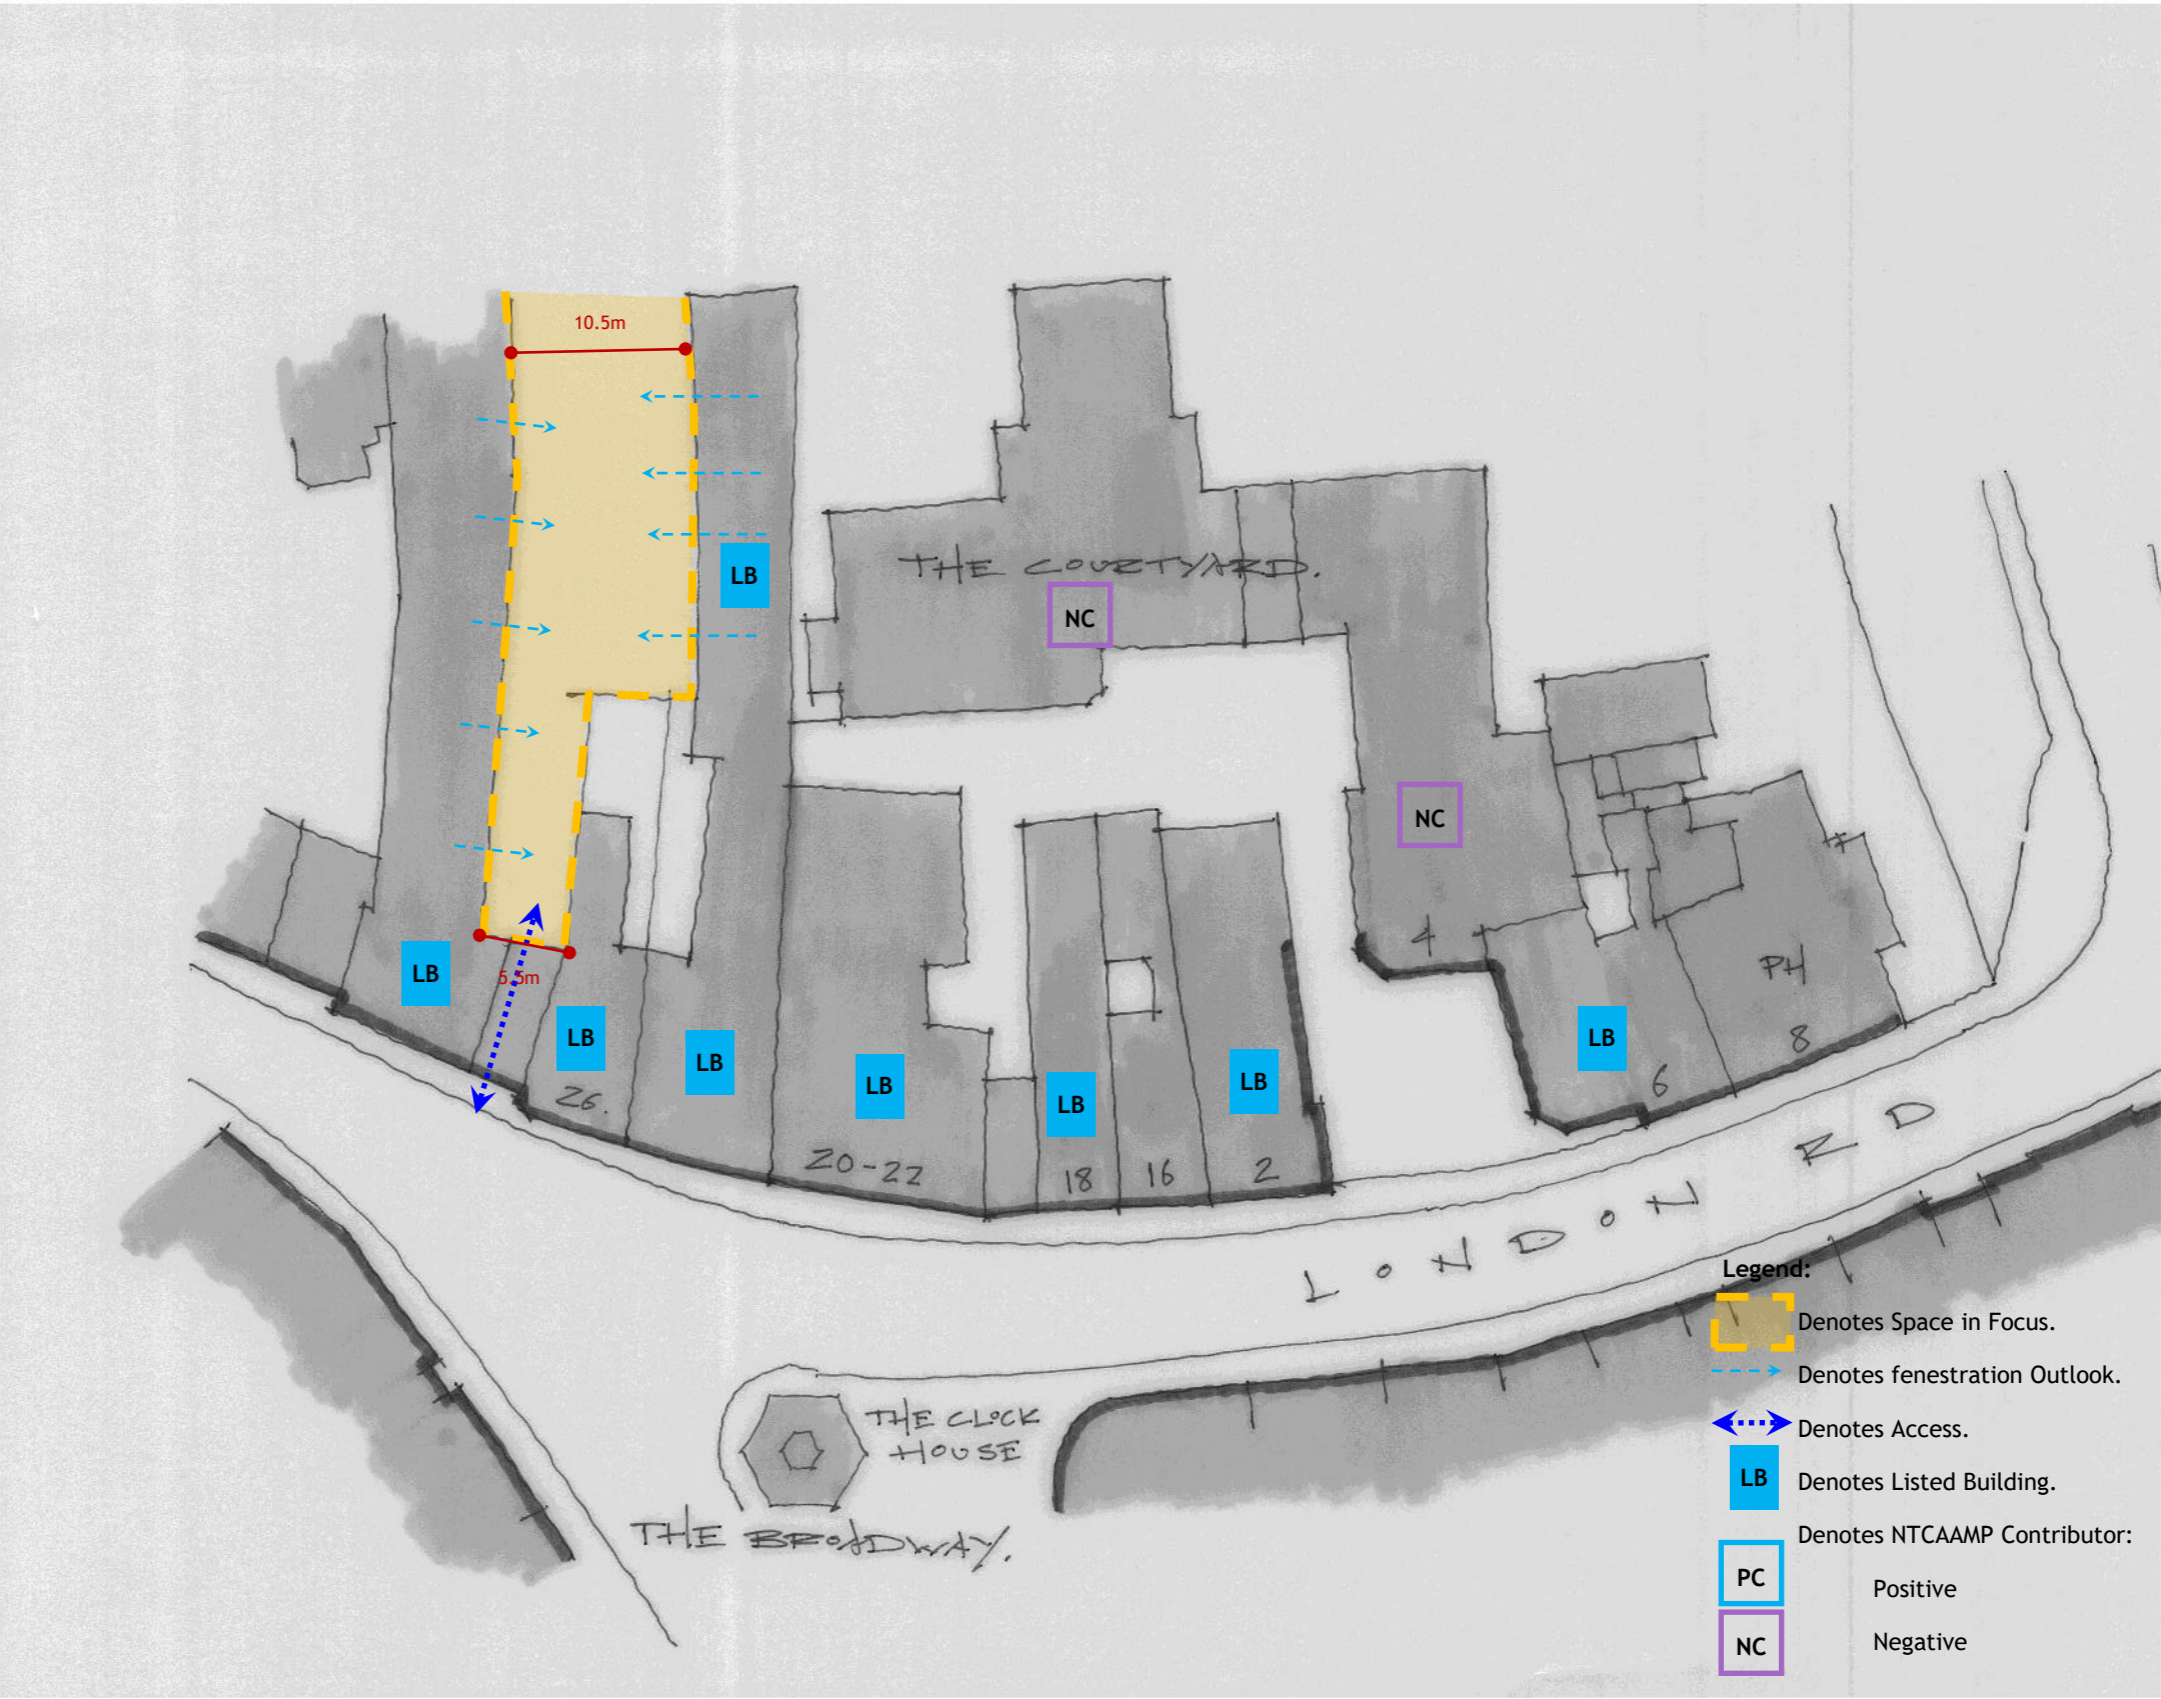 10.5m
LB
THE COURTYARD.
NC
NC
4
PH
LB
5.5m
LB
LB
LB
LB
LB
LB
26.
20-22
18
16
2
6
8
LONDON RD
THE CLOCK
HOUSE
THE BROADWAY.
Legend:
Denotes Space in Focus.
Denotes fenestration Outlook.
Denotes Access.
LB
Denotes Listed Building.
Denotes NTCAAMP Contributor:
PC
Positive
NC
Negative